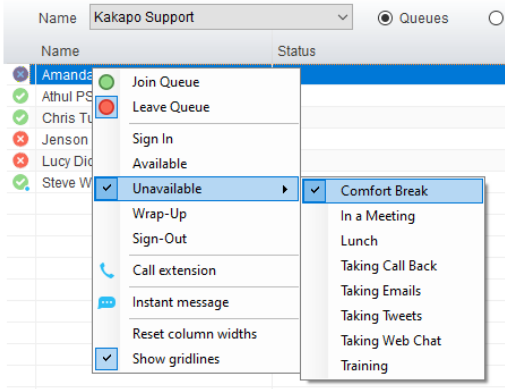 Name Kakapo Support Queues
Name Status
Amanda
Athul PS
Chris Tu
Jenson
Lucy Dic
Steve W
Join Queue
Leave Queue
Sign In
Available
Unavailable
Wrap-Up
Sign-Out
Call extension
Instant message
Reset column widths
Show gridlines
Comfort Break
In a Meeting
Lunch
Taking Call Back
Taking Emails
Taking Tweets
Taking Web Chat
Training